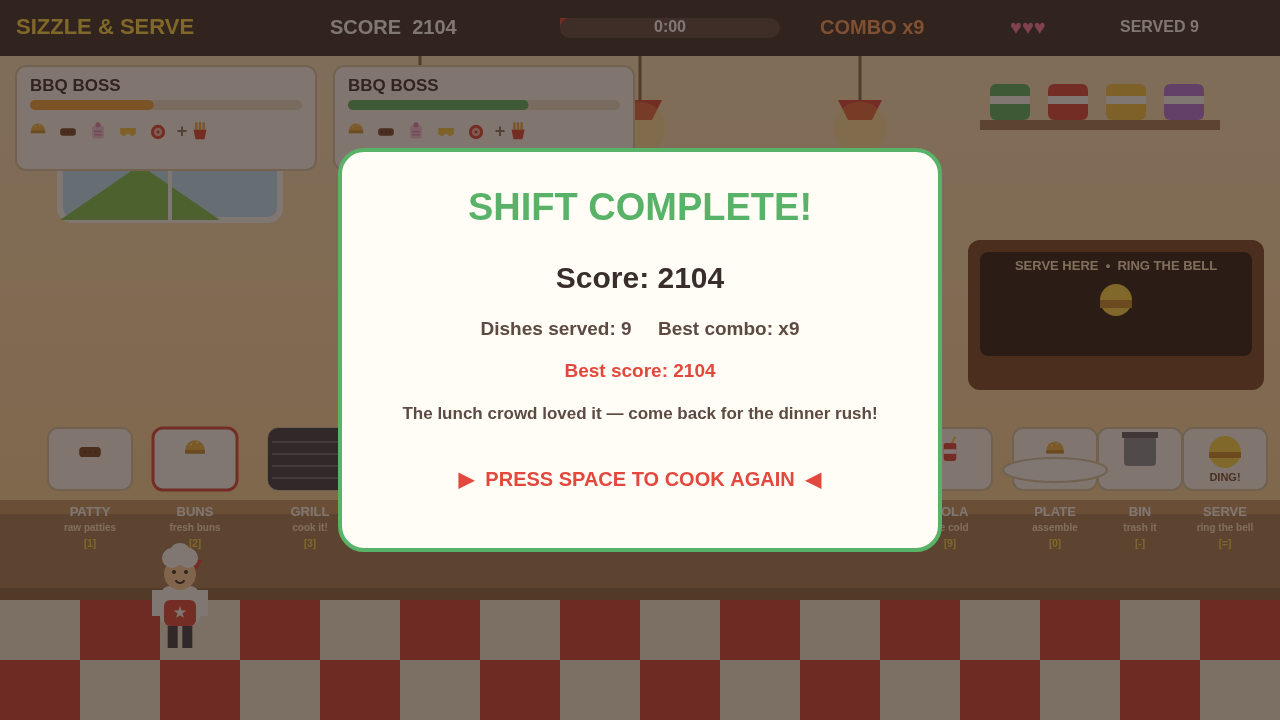 SIZZLE & SERVE
SCORE 2104
0:00
COMBO x9
♥♥♥
SERVED 9
BBQ BOSS
+
BBQ BOSS
+
SERVE HERE • RING THE BELL
SHIFT COMPLETE!
Score: 2104
Dishes served: 9 Best combo: x9
Best score: 2104
The lunch crowd loved it — come back for the dinner rush!
▶ PRESS SPACE TO COOK AGAIN ◀
DING!
PATTY
raw patties
[1]
BUNS
fresh buns
[2]
GRILL
cook it!
[3]
OLA
cold
[9]
PLATE
assemble
[0]
BIN
trash it
[-]
SERVE
ring the bell
[=]